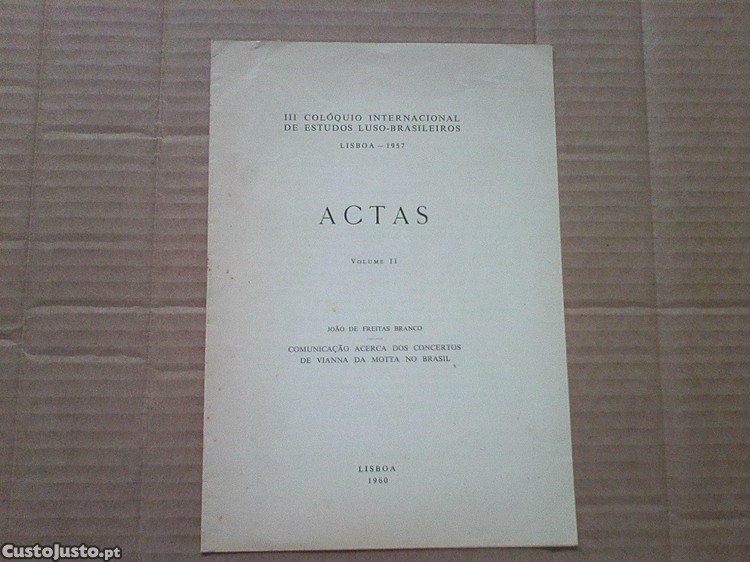 III COLÓQUIO INTERNACIONAL
DE ESTUDOS LUSO-BRASILEIROS
LISBOA — 1957
ACTAS
VOLUME II
JOÃO DE FREITAS BRANCO
COMUNICAÇÃO ACERCA DOS CONCERTOS
DE VIANNA DA MOTTA NO BRASIL
LISBOA
1960
CustoJusto.pt